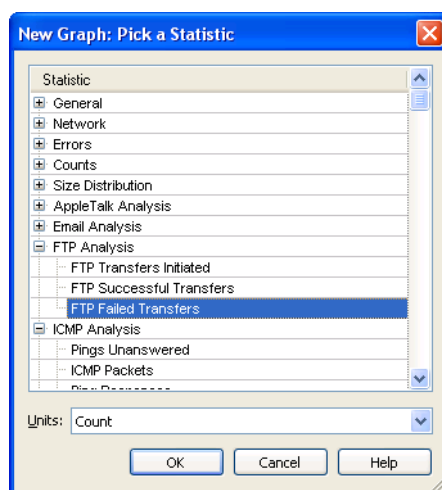 New Graph: Pick a Statistic
Statistic
General
Network
Errors
Counts
Size Distribution
AppleTalk Analysis
Email Analysis
FTP Analysis
FTP Transfers Initiated
FTP Successful Transfers
FTP Failed Transfers
ICMP Analysis
Pings Unanswered
ICMP Packets
Units: Count
OK Cancel Help